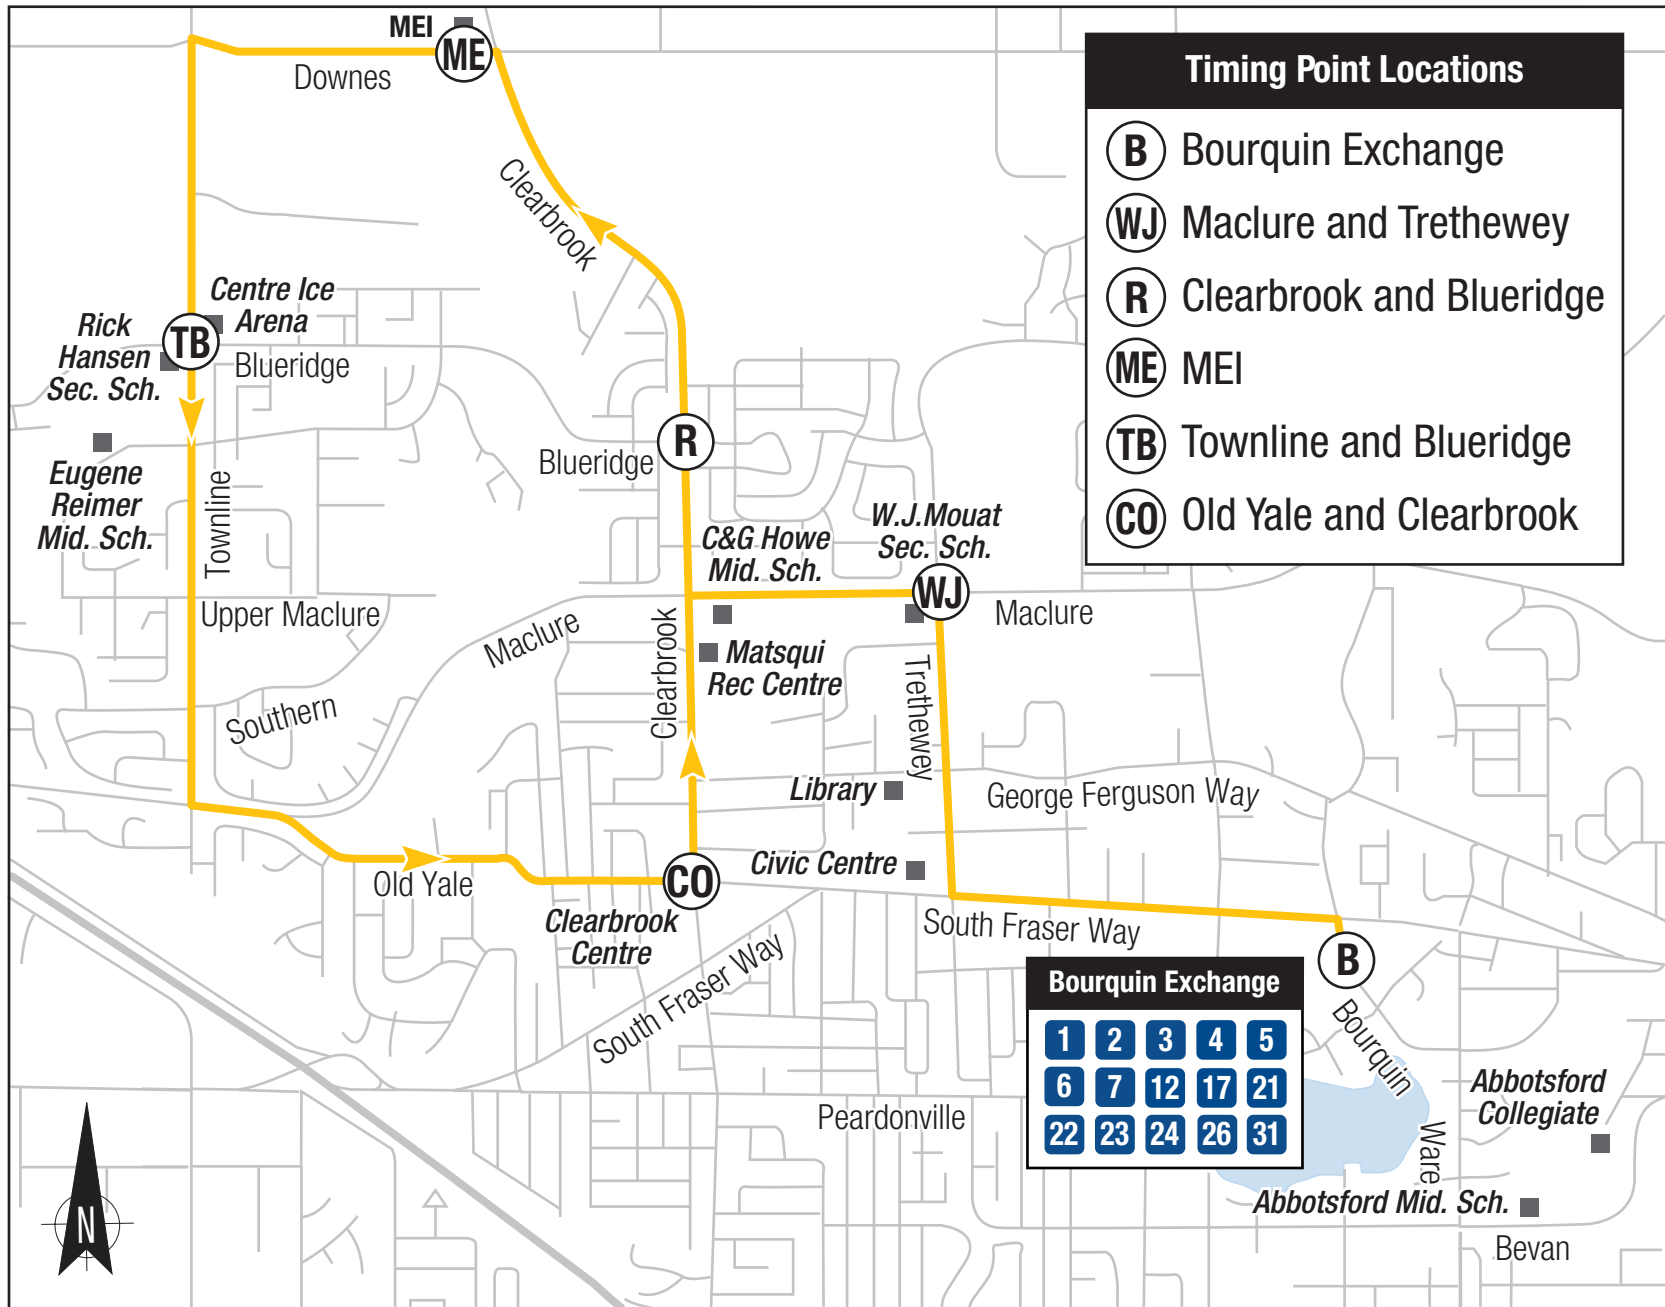 MEI
ME
Downes
Timing Point Locations
B Bourquin Exchange
WJ Maclure and Trethewey
R Clearbrook and Blueridge
ME MEI
TB Townline and Blueridge
CO Old Yale and Clearbrook
Clearbrook
Centre Ice
Arena
Rick
Hansen
Sec. Sch.
TB
Blueridge
Eugene
Reimer
Mid. Sch.
Townline
Blueridge
R
W.J.Mouat
Sec. Sch.
C&G Howe
Mid. Sch.
WJ
Upper Maclure
Maclure
Maclure
Clearbrook
Matsqui
Rec Centre
Trethewey
Southern
Library
George Ferguson Way
Civic Centre
Old Yale
CO
Clearbrook
Centre
South Fraser Way
South Fraser Way
B
Bourquin Exchange
1 2 3 4 5
6 7 12 17 21
22 23 24 26 31
Bourquin
Peardonville
Abbotsford
Collegiate
Ware
Abbotsford Mid. Sch.
Bevan
N